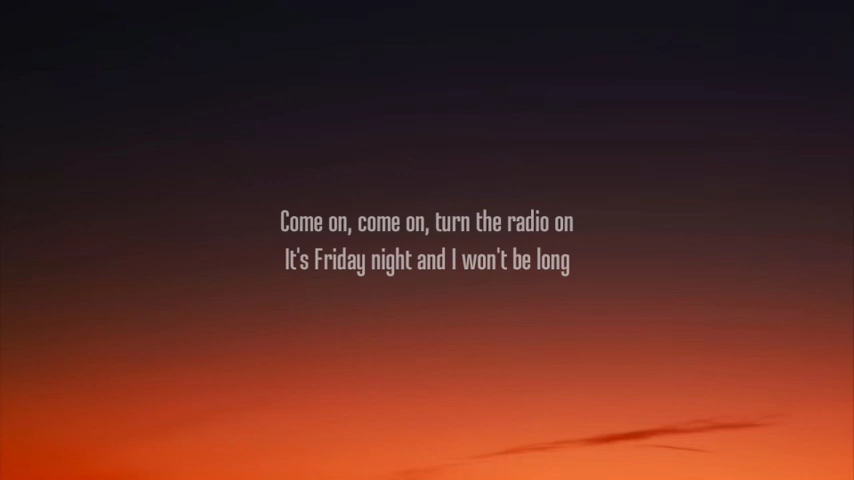 Come on, come on, turn the radio on
It's Friday night and I won't be long